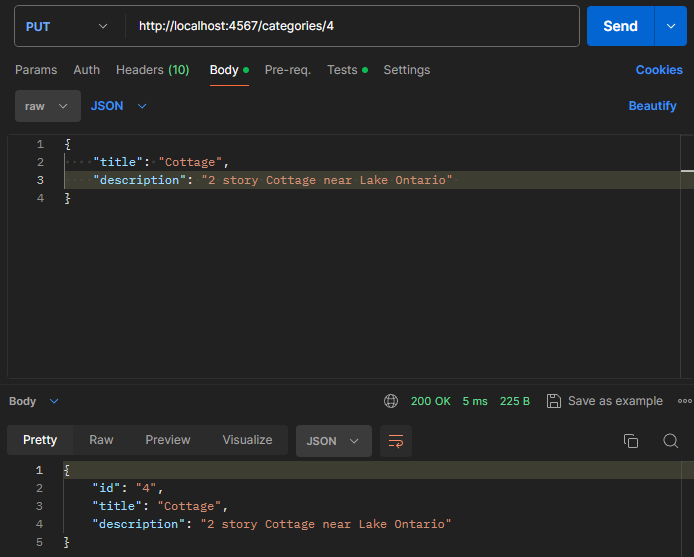 PUT http://localhost:4567/categories/4 Send
Params Auth Headers (10) Body Pre-req. Tests Settings Cookies
raw JSON Beautify
1 {
2 "title": "Cottage",
3 "description": "2 story Cottage near Lake Ontario"
4 }
Body 200 OK 5 ms 225 B Save as example
Pretty Raw Preview Visualize JSON
1 {
2 "id": "4",
3 "title": "Cottage",
4 "description": "2 story Cottage near Lake Ontario"
5 }